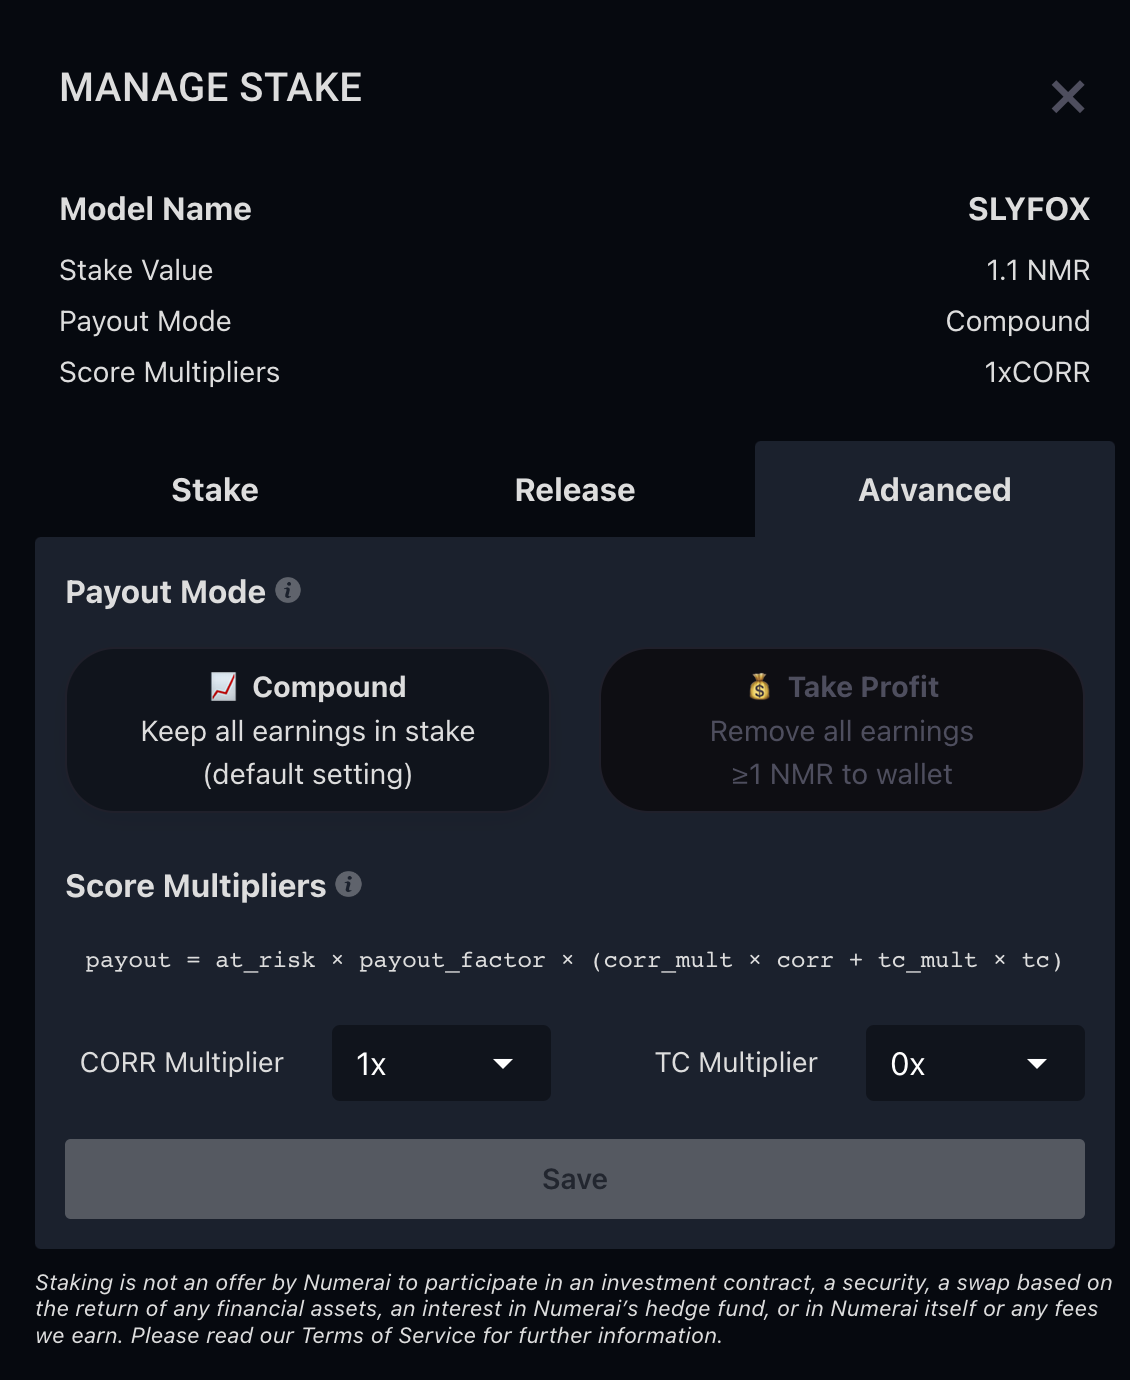 MANAGE STAKE
Model Name SLYFOX
Stake Value 1.1 NMR
Payout Mode Compound
Score Multipliers 1xCORR
Stake Release Advanced
Payout Mode
Compound
Keep all earnings in stake
(default setting)
Take Profit
Remove all earnings
≥1 NMR to wallet
Score Multipliers
payout = at_risk × payout_factor × (corr_mult × corr + tc_mult × tc)
CORR Multiplier 1x TC Multiplier 0x
Save
Staking is not an offer by Numerai to participate in an investment contract, a security, a swap based on
the return of any financial assets, an interest in Numerai’s hedge fund, or in Numerai itself or any fees
we earn. Please read our Terms of Service for further information.